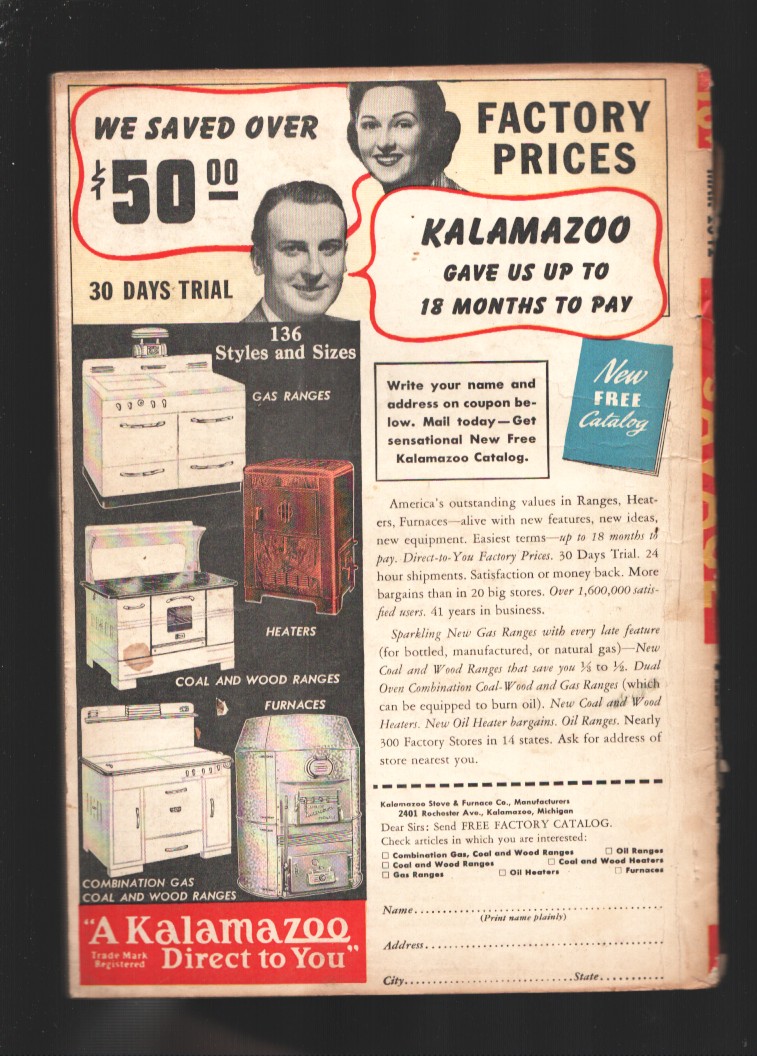 WE SAVED OVER
$50 00
FACTORY
PRICES
30 DAYS TRIAL
KALAMAZOO
GAVE US UP TO
18 MONTHS TO PAY
136
Styles and Sizes
GAS RANGES
HEATERS
COAL AND WOOD RANGES
FURNACES
COMBINATION GAS
COAL AND WOOD RANGES
"A Kalamazoo
Trade Mark
Registered
Direct to You"
Write your name and
address on coupon be-
low. Mail today—Get
sensational New Free
Kalamazoo Catalog.
New
FREE
Catalog
America's outstanding values in Ranges, Heat-
ers, Furnaces—alive with new features, new ideas,
new equipment. Easiest terms—up to 18 months to
pay. Direct-to-You Factory Prices. 30 Days Trial. 24
hour shipments. Satisfaction or money back. More
bargains than in 20 big stores. Over 1,600,000 satis-
fied users. 41 years in business.
Sparkling New Gas Ranges with every late feature
(for bottled, manufactured, or natural gas)—New
Coal and Wood Ranges that save you ⅓ to ½. Dual
Oven Combination Coal-Wood and Gas Ranges (which
can be equipped to burn oil). New Coal and Wood
Heaters. New Oil Heater bargains. Oil Ranges. Nearly
300 Factory Stores in 14 states. Ask for address of
store nearest you.
Kalamazoo Stove & Furnace Co., Manufacturers
2401 Rochester Ave., Kalamazoo, Michigan
Dear Sirs: Send FREE FACTORY CATALOG.
Check articles in which you are interested:
☐ Combination Gas, Coal and Wood Ranges ☐ Oil Ranges
☐ Coal and Wood Ranges ☐ Coal and Wood Heaters
☐ Gas Ranges ☐ Oil Heaters ☐ Furnaces
Name
(Print name plainly)
Address
City State